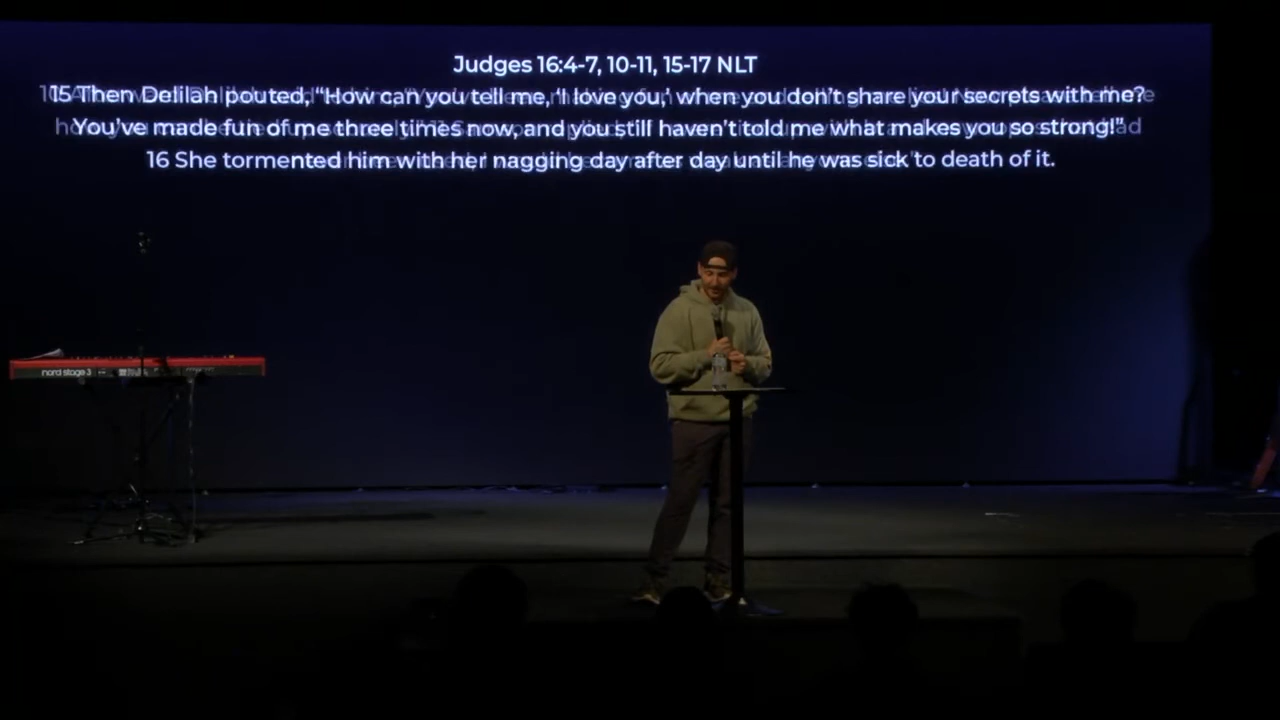 Judges 16:4-7, 10-11, 15-17 NLT
15 Then Delilah pouted, “How can you tell me, ‘I love you,’ when you don’t share your secrets with me?
You’ve made fun of me three times now, and you still haven’t told me what makes you so strong!”
16 She tormented him with her nagging day after day until he was sick to death of it.
nord stage 3